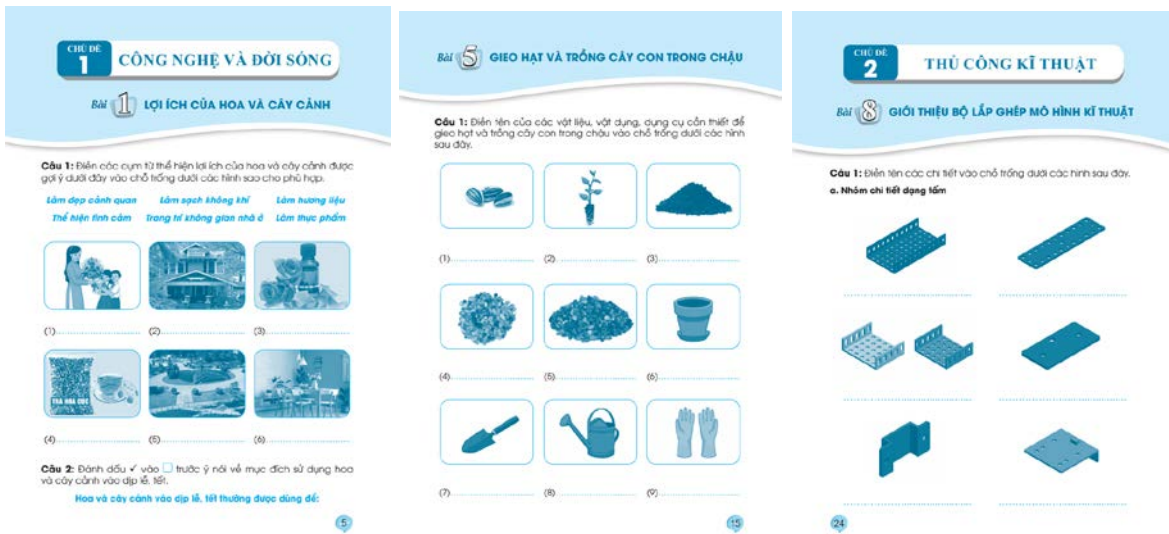 CHỦ ĐỀ
1
CÔNG NGHỆ VÀ ĐỜI SỐNG
Bài 1 LỢI ÍCH CỦA HOA VÀ CÂY CẢNH
Câu 1: Điền các cụm từ thể hiện lợi ích của hoa và cây cảnh được
gợi ý dưới đây vào chỗ trống dưới các hình sao cho phù hợp.
Làm đẹp cảnh quan Làm sạch không khí Làm hương liệu
Thể hiện tình cảm Trang trí không gian nhà ở Làm thực phẩm
(1) (2) (3)
TRÀ HOA CÚC
(4) (5) (6)
Câu 2: Đánh dấu ✓ vào □ trước ý nói về mục đích sử dụng hoa
và cây cảnh vào dịp lễ, tết.
Hoa và cây cảnh vào dịp lễ, tết thường được dùng để:
5
Bài 5 GIEO HẠT VÀ TRỒNG CÂY CON TRONG CHẬU
Câu 1: Điền tên của các vật liệu, vật dụng, dụng cụ cần thiết để
gieo hạt và trồng cây con trong chậu vào chỗ trống dưới các hình
sau đây.
(1) (2) (3)
(4) (5) (6)
(7) (8) (9)
15
CHỦ ĐỀ
2
THỦ CÔNG KĨ THUẬT
Bài 8 GIỚI THIỆU BỘ LẮP GHÉP MÔ HÌNH KĨ THUẬT
Câu 1: Điền tên các chi tiết vào chỗ trống dưới các hình sau đây.
a. Nhóm chi tiết dạng tấm
24